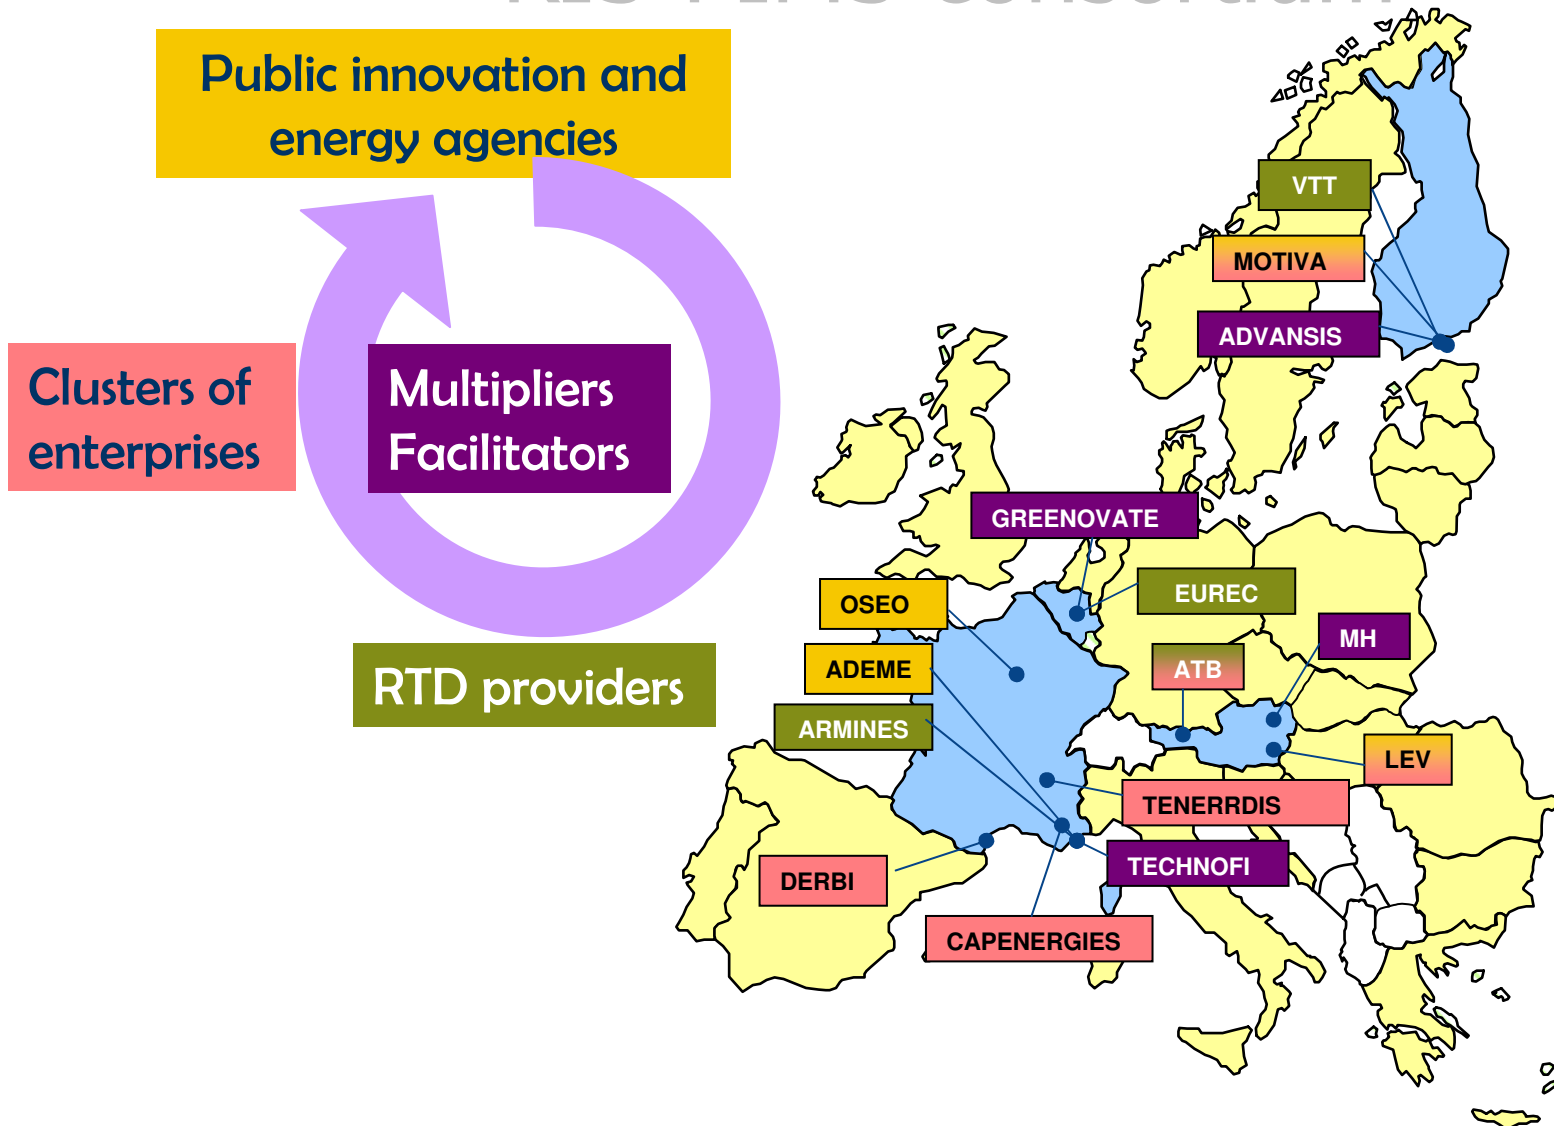 consortium
Public innovation and
energy agencies
Clusters of
enterprises
Multipliers
Facilitators
RTD providers
VTT
MOTIVA
ADVANSIS
GREENOVATE
EUREC
OSEO
MH
ADEME
ATB
ARMINES
LEV
TENERRDIS
TECHNOFI
DERBI
CAPENERGIES